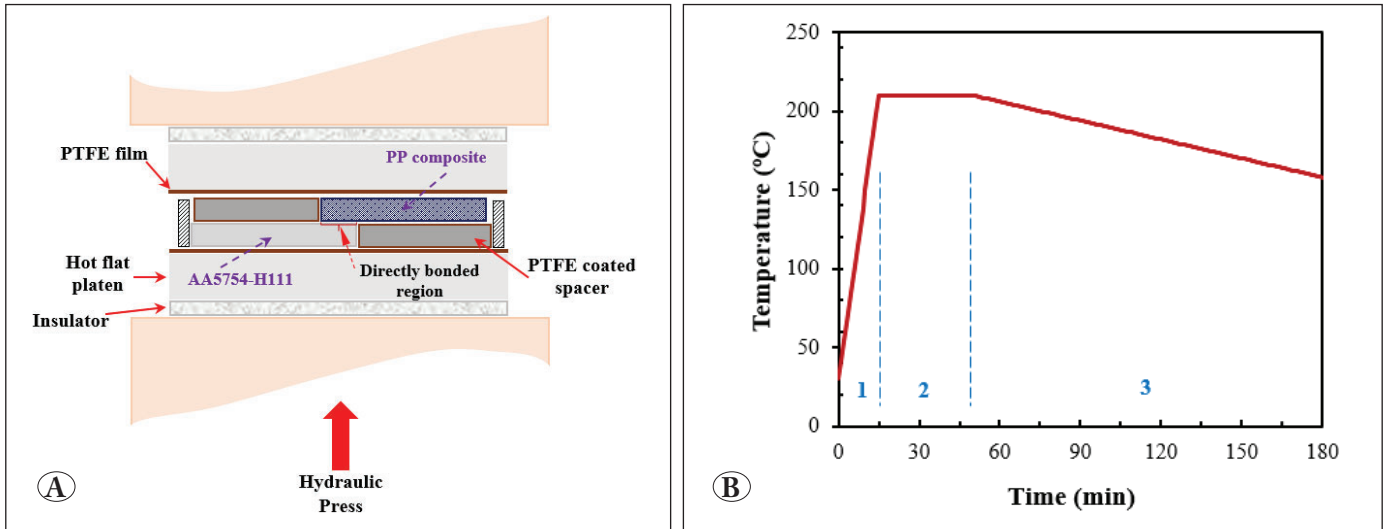 PTFE film
PP composite
Hot flat
platen
AA5754-H111
Directly bonded
region
PTFE coated
spacer
Insulator
Hydraulic
Press
A
250
200
150
100
50
0
Temperature (ºC)
1
2
3
0
30
60
90
120
150
180
Time (min)
B